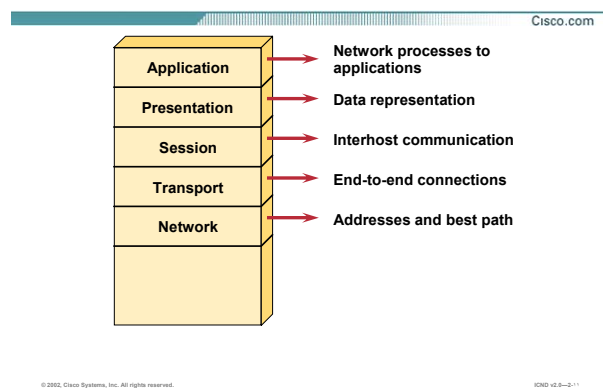 Cisco.com
Application
Network processes to
applications
Presentation
Data representation
Session
Interhost communication
Transport
End-to-end connections
Network
Addresses and best path
© 2002, Cisco Systems, Inc. All rights reserved.
ICND v2.0—2-11